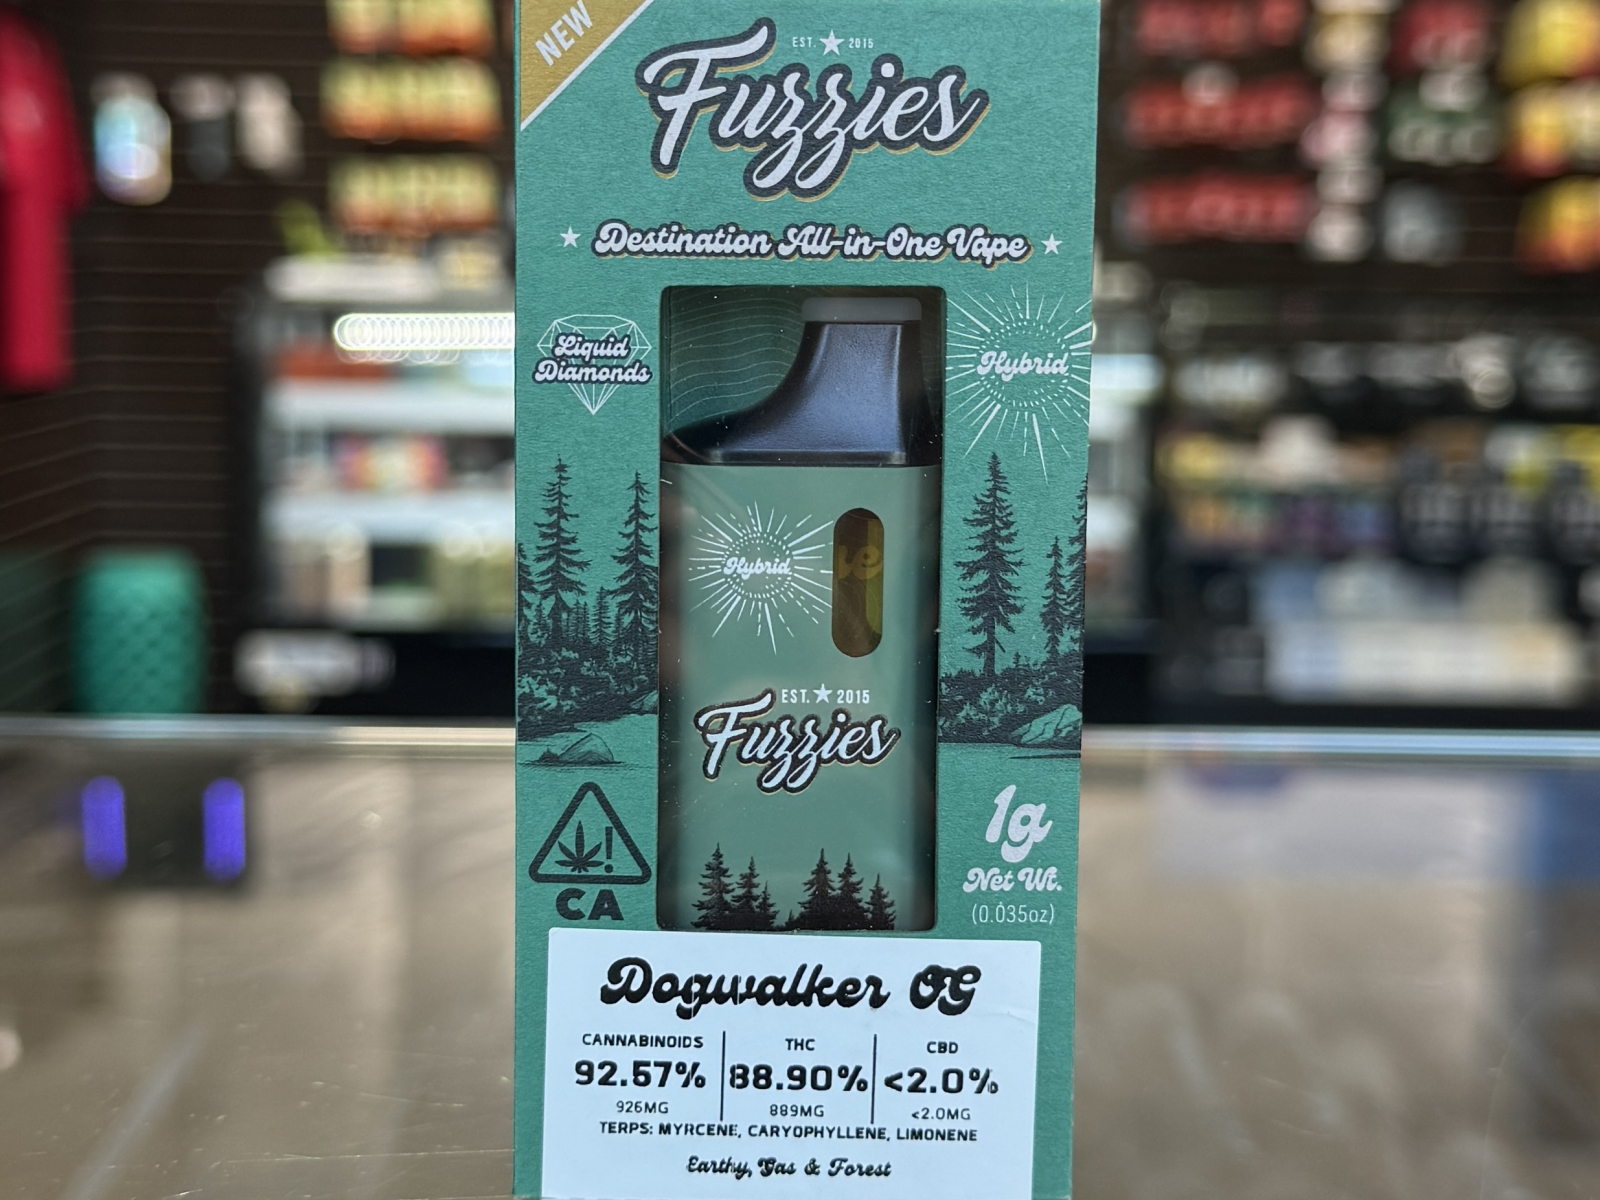 NEW
EST. ★ 2015
Fuzzies
★ Destination All-in-One Vape ★
Liquid
Diamonds
Hybrid
Hybrid
EST. ★ 2015
Fuzzies
CA
1g
Net Wt.
(0.035oz)
Dogwalker OG
CANNABINOIDS THC CBD
92.57% 88.90% <2.0%
926MG 889MG <2.0MG
TERPS: MYRCENE, CARYOPHYLLENE, LIMONENE
Earthy, Gas & Forest